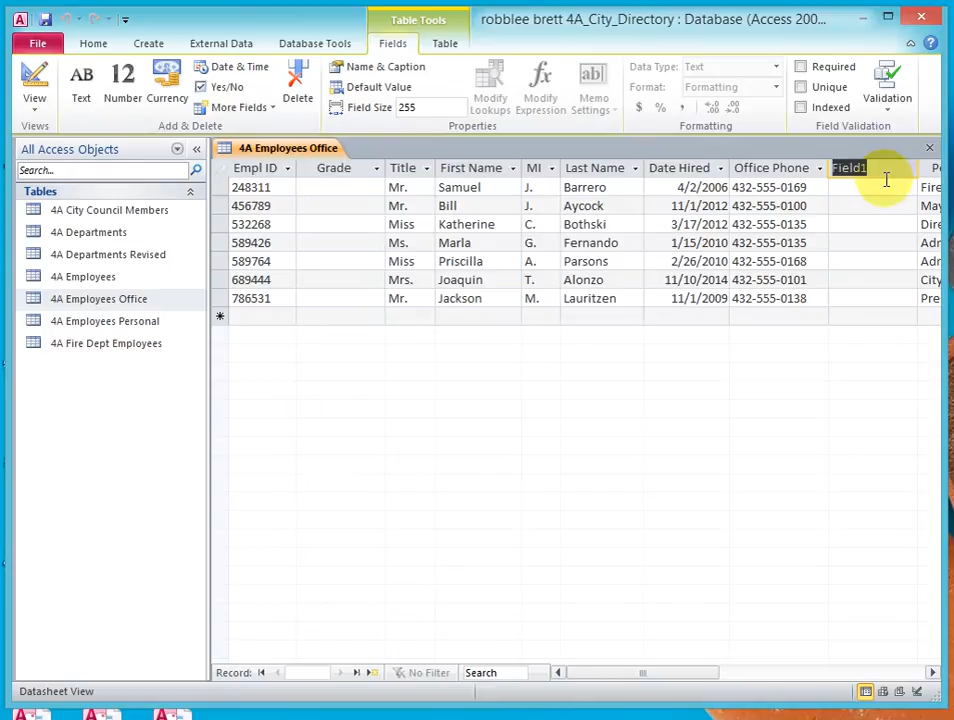 robblee brett 4A_City_Directory : Database (Access 200...
Table Tools
File Home Create External Data Database Tools Fields Table
View
Views
AB Text
12 Number
Currency
Date & Time
Yes/No
More Fields
Delete
Add & Delete
Name & Caption
Default Value
Field Size 255
Modify Lookups
fx Modify Expression
ab Memo Settings
Properties
Data Type: Text
Format: Formatting
$ % , .00 .00
Formatting
Required
Unique
Indexed
Validation
Field Validation
All Access Objects
Search...
Tables
4A City Council Members
4A Departments
4A Departments Revised
4A Employees
4A Employees Office
4A Employees Personal
4A Fire Dept Employees
4A Employees Office
Empl ID Grade Title First Name MI Last Name Date Hired Office Phone Field1 Po
248311 Mr. Samuel J. Barrero 4/2/2006 432-555-0169 Fire
456789 Mr. Bill J. Aycock 11/1/2012 432-555-0100 May
532268 Miss Katherine C. Bothski 3/17/2012 432-555-0135 Dire
589426 Ms. Marla G. Fernando 1/15/2010 432-555-0135 Adr
589764 Miss Priscilla A. Parsons 2/26/2010 432-555-0168 Adr
689444 Mrs. Joaquin T. Alonzo 11/10/2014 432-555-0101 City
786531 Mr. Jackson M. Lauritzen 11/1/2009 432-555-0138 Pre
Record: No Filter Search
Datasheet View